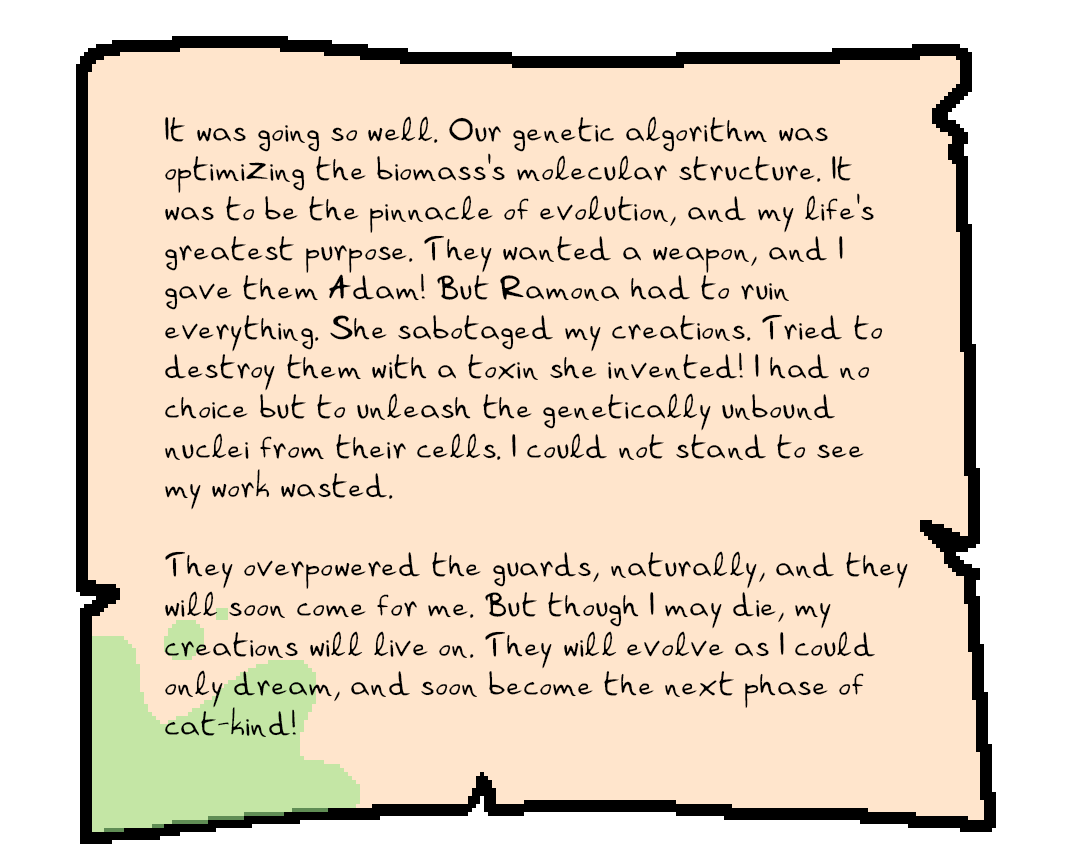 It was going so well. Our genetic algorithm was
optimizing the biomass's molecular structure. It
was to be the pinnacle of evolution, and my life's
greatest purpose. They wanted a weapon, and I
gave them Adam! But Ramona had to ruin
everything. She sabotaged my creations. Tried to
destroy them with a toxin she invented! I had no
choice but to unleash the genetically unbound
nuclei from their cells. I could not stand to see
my work wasted.

They overpowered the guards, naturally, and they
will soon come for me. But though I may die, my
creations will live on. They will evolve as I could
only dream, and soon become the next phase of
cat-kind!